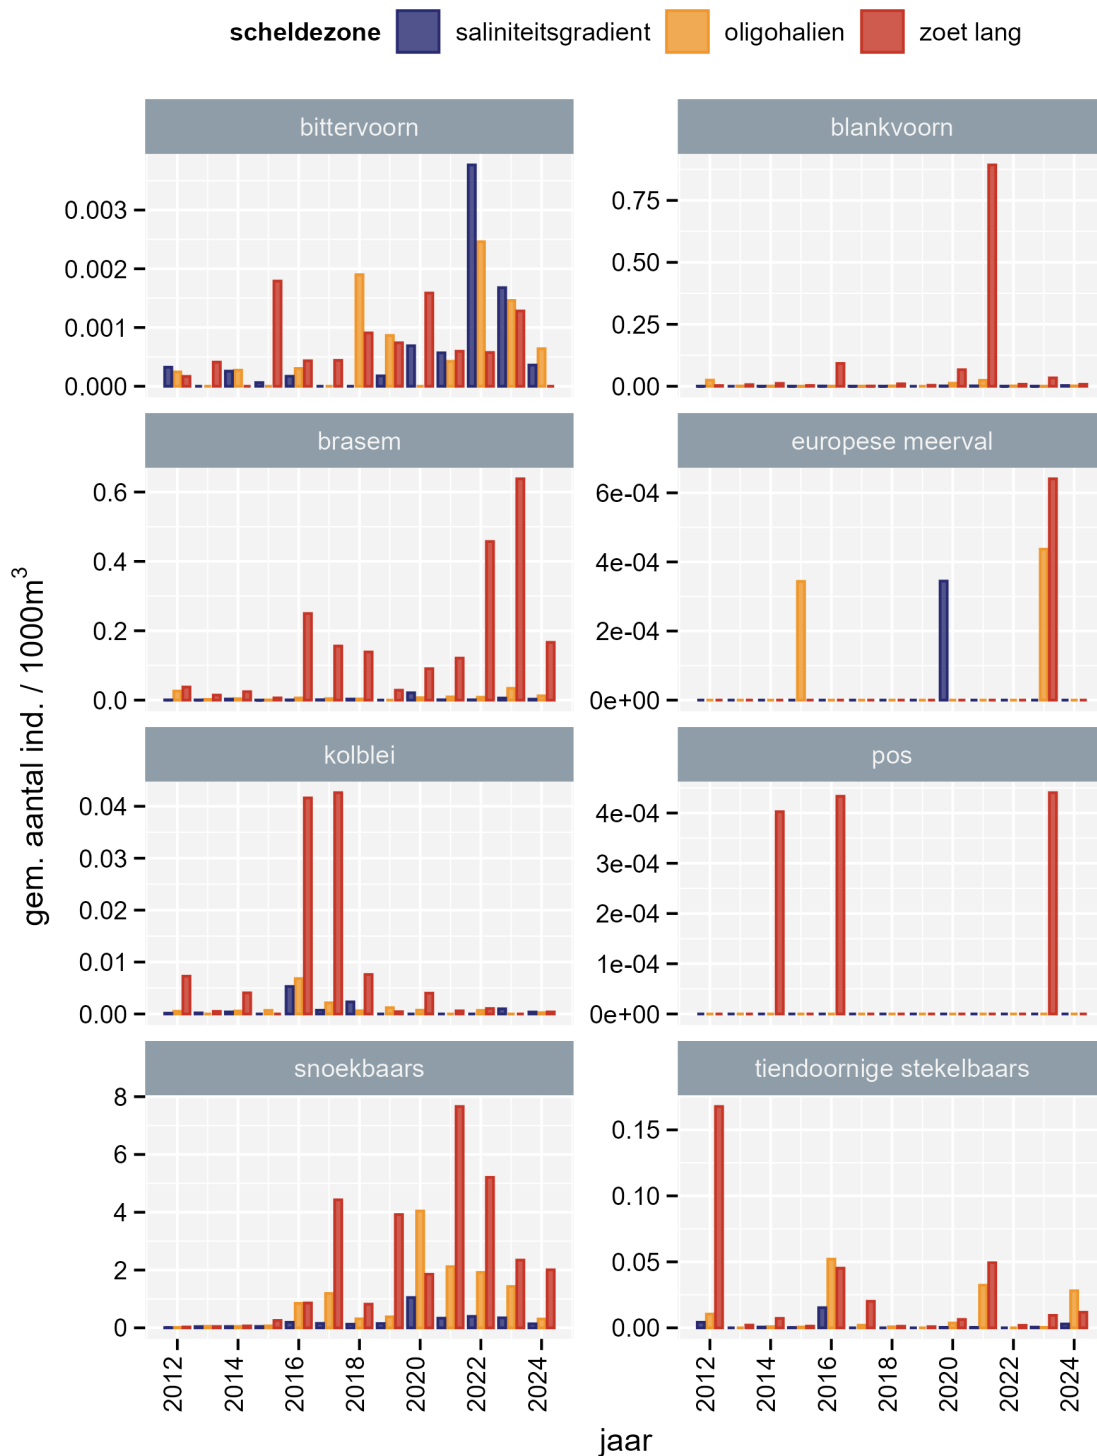 scheldezone saliniteitsgradient oligohalien zoet lang
bittervoorn blankvoorn
0.003
0.002
0.001
0.000
0.75
0.50
0.25
0.00
brasem europese meerval
0.6
0.4
0.2
0.0
6e-04
4e-04
2e-04
0e+00
kolblei pos
0.04
0.03
0.02
0.01
0.00
4e-04
3e-04
2e-04
1e-04
0e+00
snoekbaars tiendoornige stekelbaars
8
6
4
2
0
0.15
0.10
0.05
0.00
2012 2014 2016 2018 2020 2022 2024
2012 2014 2016 2018 2020 2022 2024
gem. aantal ind. / 1000m³
jaar